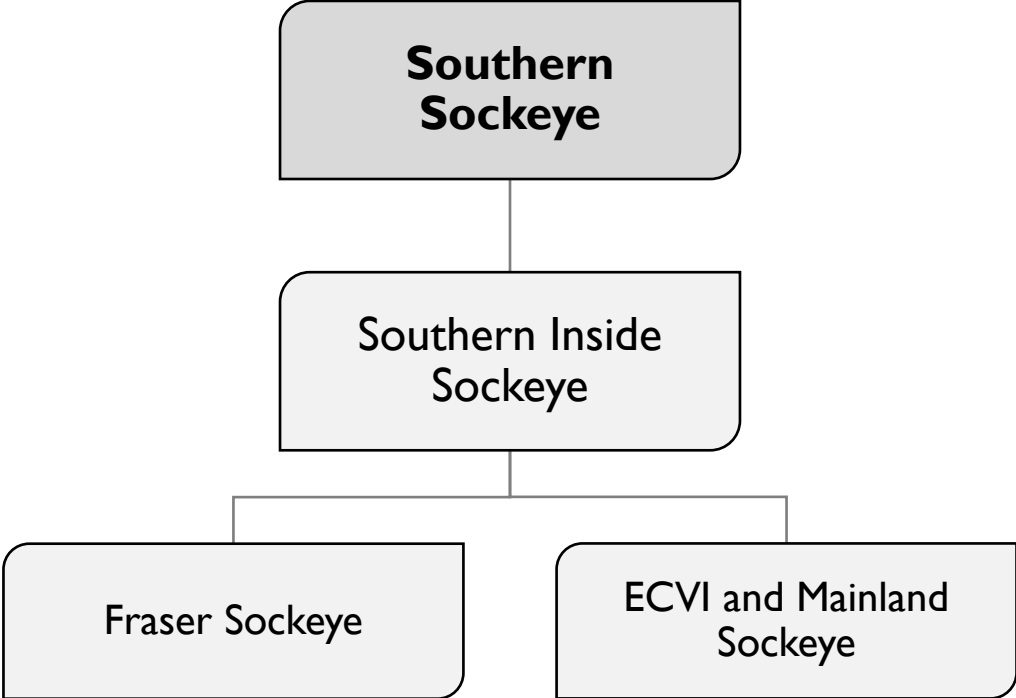 Southern
Sockeye
Southern Inside
Sockeye
Fraser Sockeye
ECVI and Mainland
Sockeye